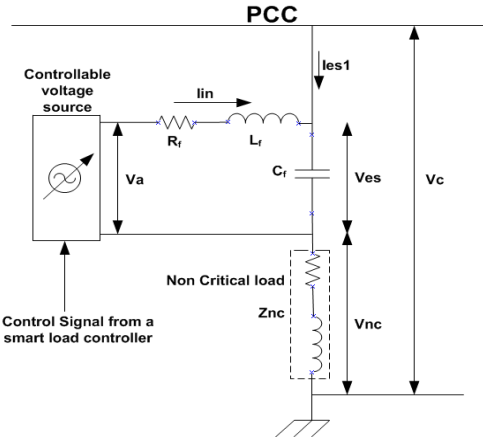 PCC
Controllable
voltage
source
Ies1
Iin
Rf
Lf
Va
Cf
Ves
Vc
Non Critical load
Znc
Vnc
Control Signal from a
smart load controller